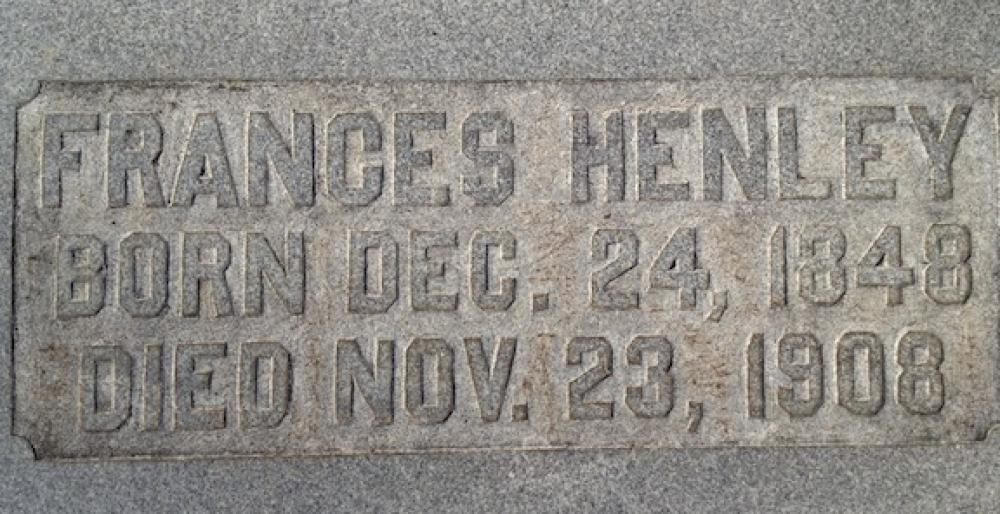 FRANCES HENLEY
BORN DEC. 24, 1848
DIED NOV. 23, 1908